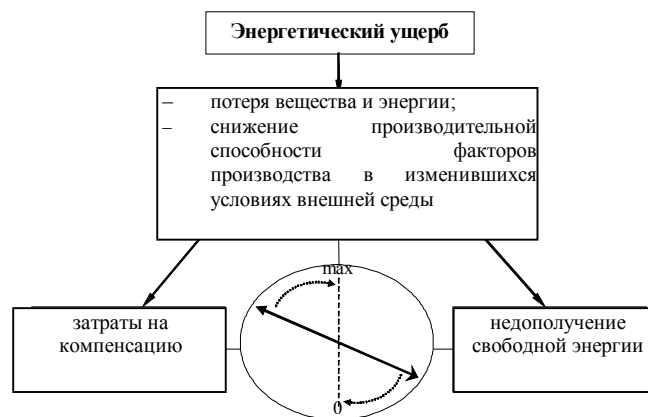 Энергетический ущерб
– потеря вещества и энергии;
– снижение производительной
способности факторов
производства в изменившихся
условиях внешней среды
max
затраты на
компенсацию
недополучение
свободной энергии
0